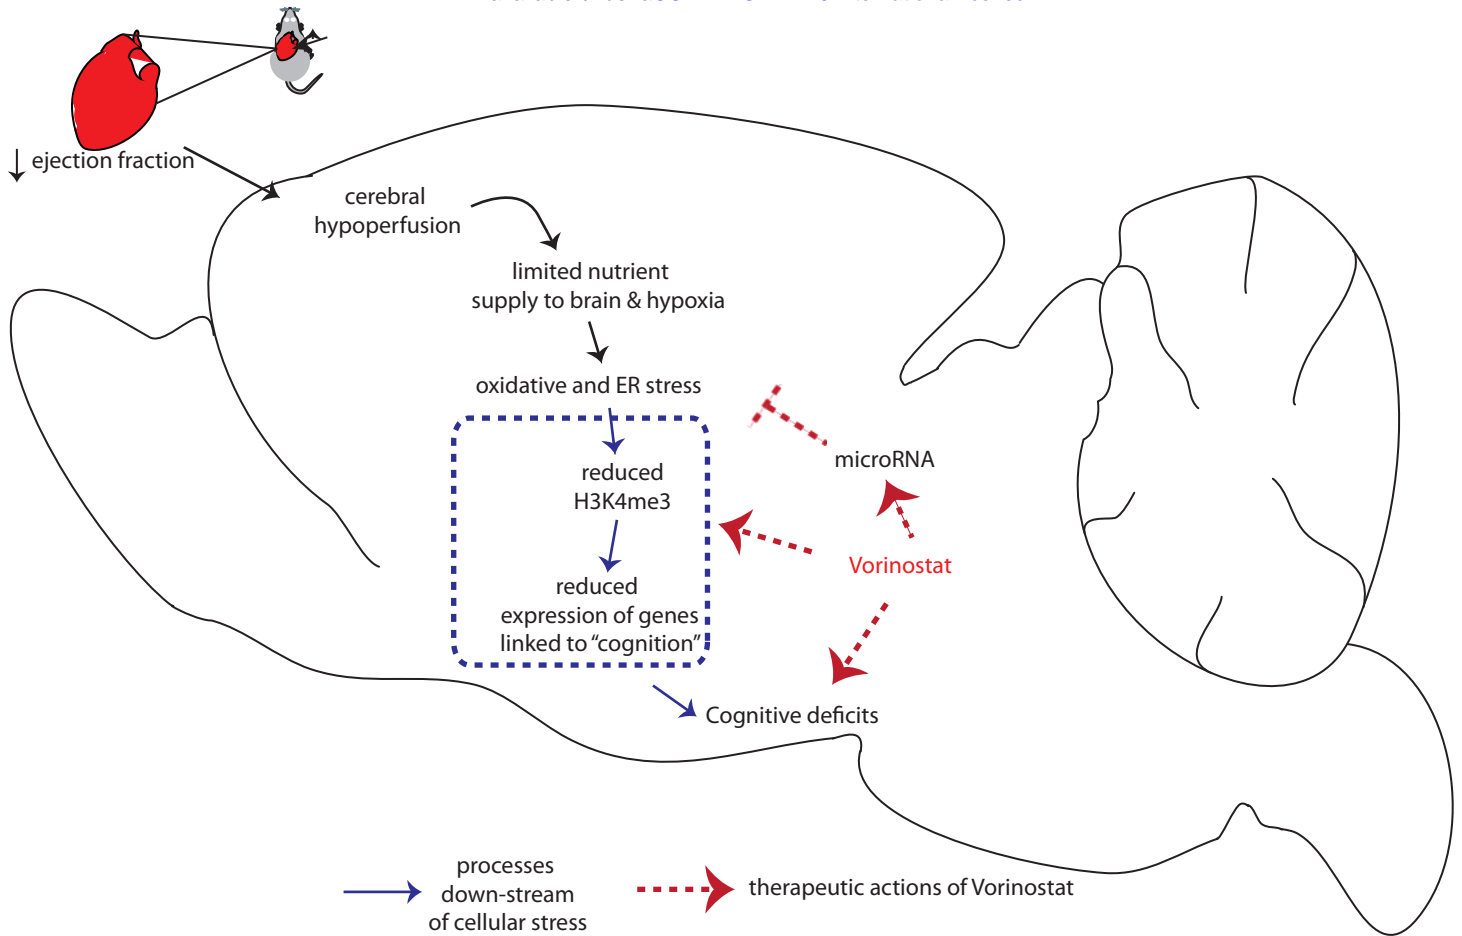 ejection fraction
cerebral
hypoperfusion
limited nutrient
supply to brain & hypoxia
oxidative and ER stress
reduced
H3K4me3
reduced
expression of genes
linked to “cognition”
microRNA
Vorinostat
Cognitive deficits
processes
down-stream
of cellular stress
therapeutic actions of Vorinostat